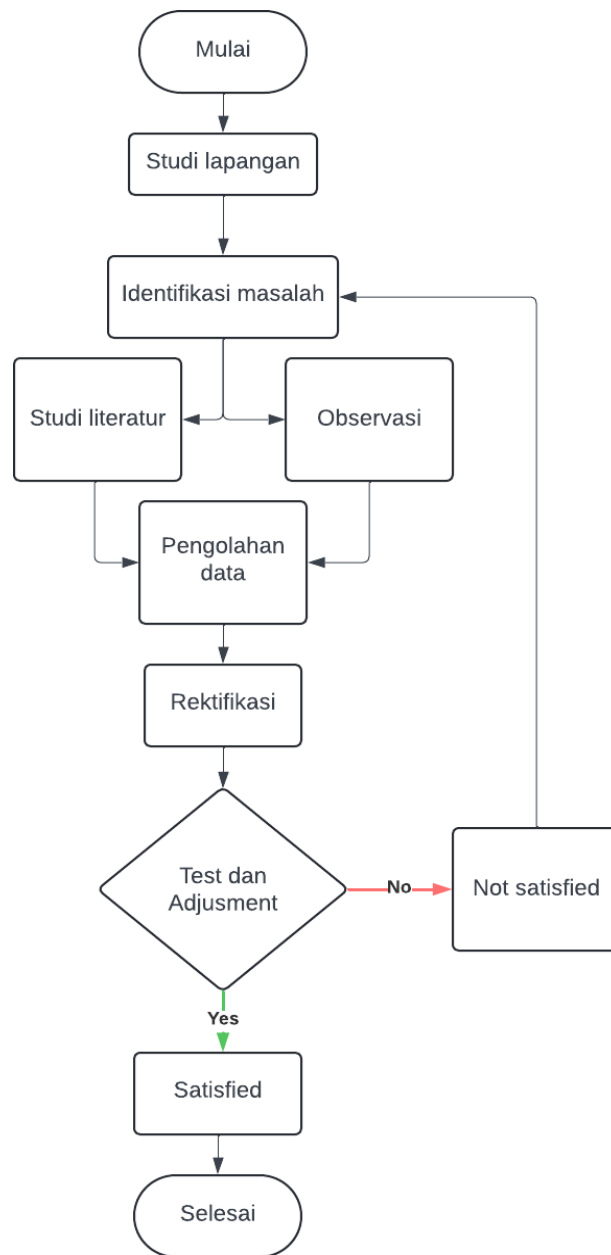 Mulai
Studi lapangan
Identifikasi masalah
Studi literatur
Observasi
Pengolahan
data
Rektifikasi
Test dan
Adjusment
No
Not satisfied
Yes
Satisfied
Selesai